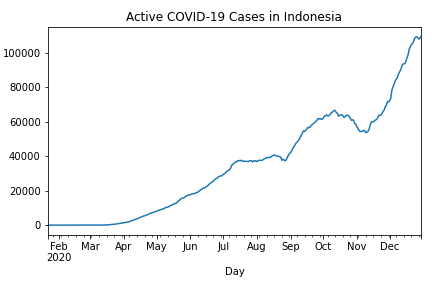 Active COVID-19 Cases in Indonesia
100000
80000
60000
40000
20000
0
Feb Mar Apr May Jun Jul Aug Sep Oct Nov Dec
2020
Day